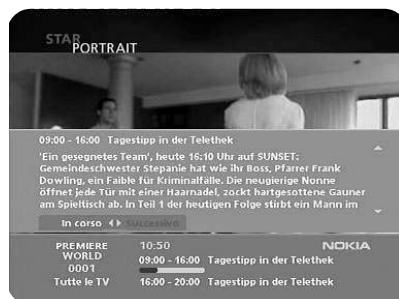 STAR
PORTRAIT
09:00 - 16:00 Tagestipp in der Telethek
'Ein gesegnetes Team', heute 16:10 Uhr auf SUNSET:
Gemeindeschwester Stepanie hat wie ihr Boss, Pfarrer Frank
Dowling, ein Faible für Kriminalfälle. Die neugierige Nonne
öffnet jede Tür mit einer Haarnadel, zockt hartgesottene Gauner
am Spieltisch ab. In Teil 1 der heutigen Folge stirbt ein Mann im
In corso Successivo
PREMIERE WORLD
0001
Tutte le TV
10:50
NOKIA
09:00 - 16:00 Tagestipp in der Telethek
16:00 - 20:00 Tagestipp in der Telethek